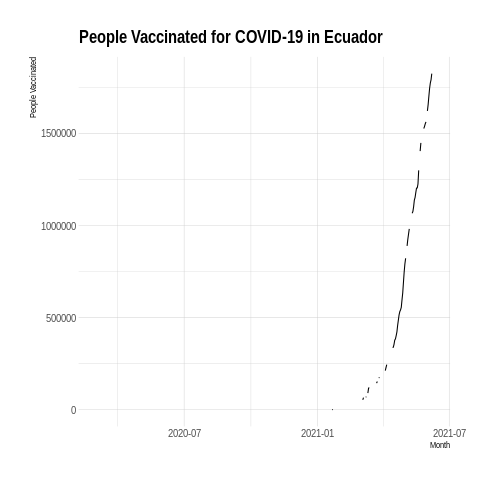 People Vaccinated for COVID-19 in Ecuador
People Vaccinated
1500000
1000000
500000
0
2020-07
2021-01
2021-07
Month